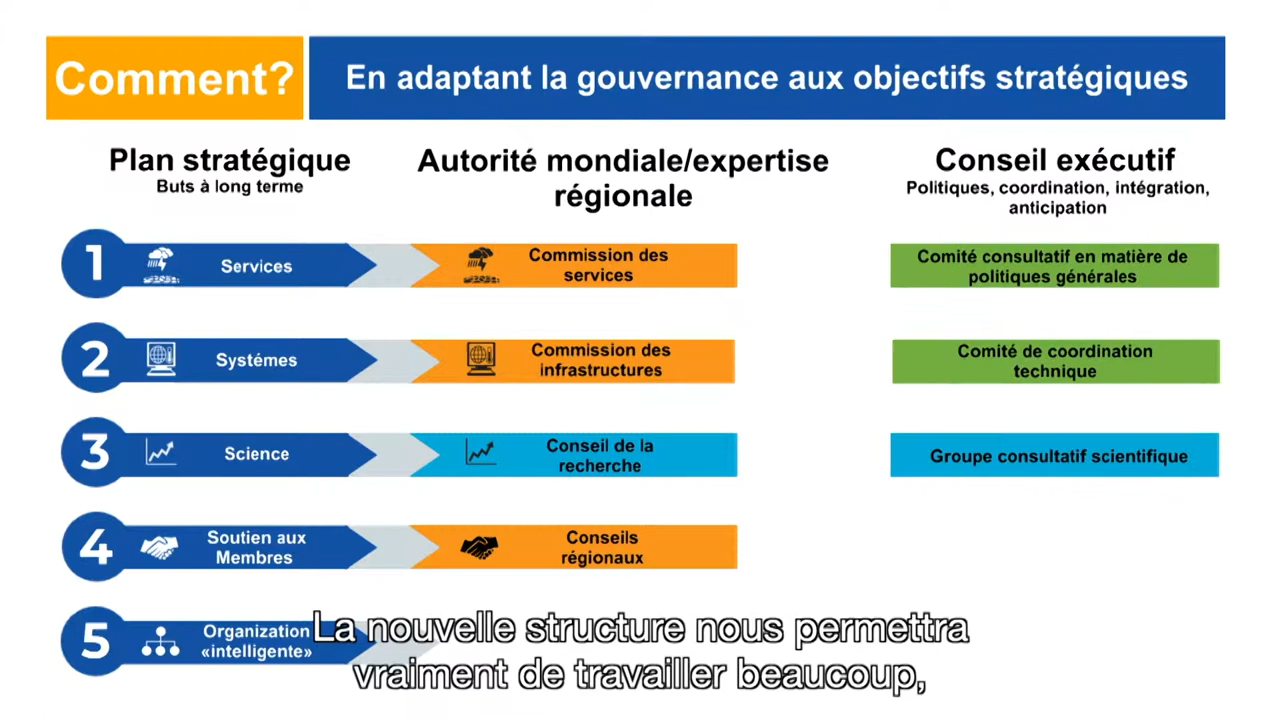 Comment?
En adaptant la gouvernance aux objectifs stratégiques
Plan stratégique
Buts à long terme
Autorité mondiale/expertise
régionale
Conseil exécutif
Politiques, coordination, intégration,
anticipation
1
Services
Commission des
services
Comité consultatif en matière de
politiques générales
2
Systémes
Commission des
infrastructures
Comité de coordination
technique
3
Science
Conseil de la
recherche
Groupe consultatif scientifique
4
Soutien aux
Membres
Conseils
régionaux
5
Organization
«intelligente»
La nouvelle structure nous permettra
vraiment de travailler beaucoup,